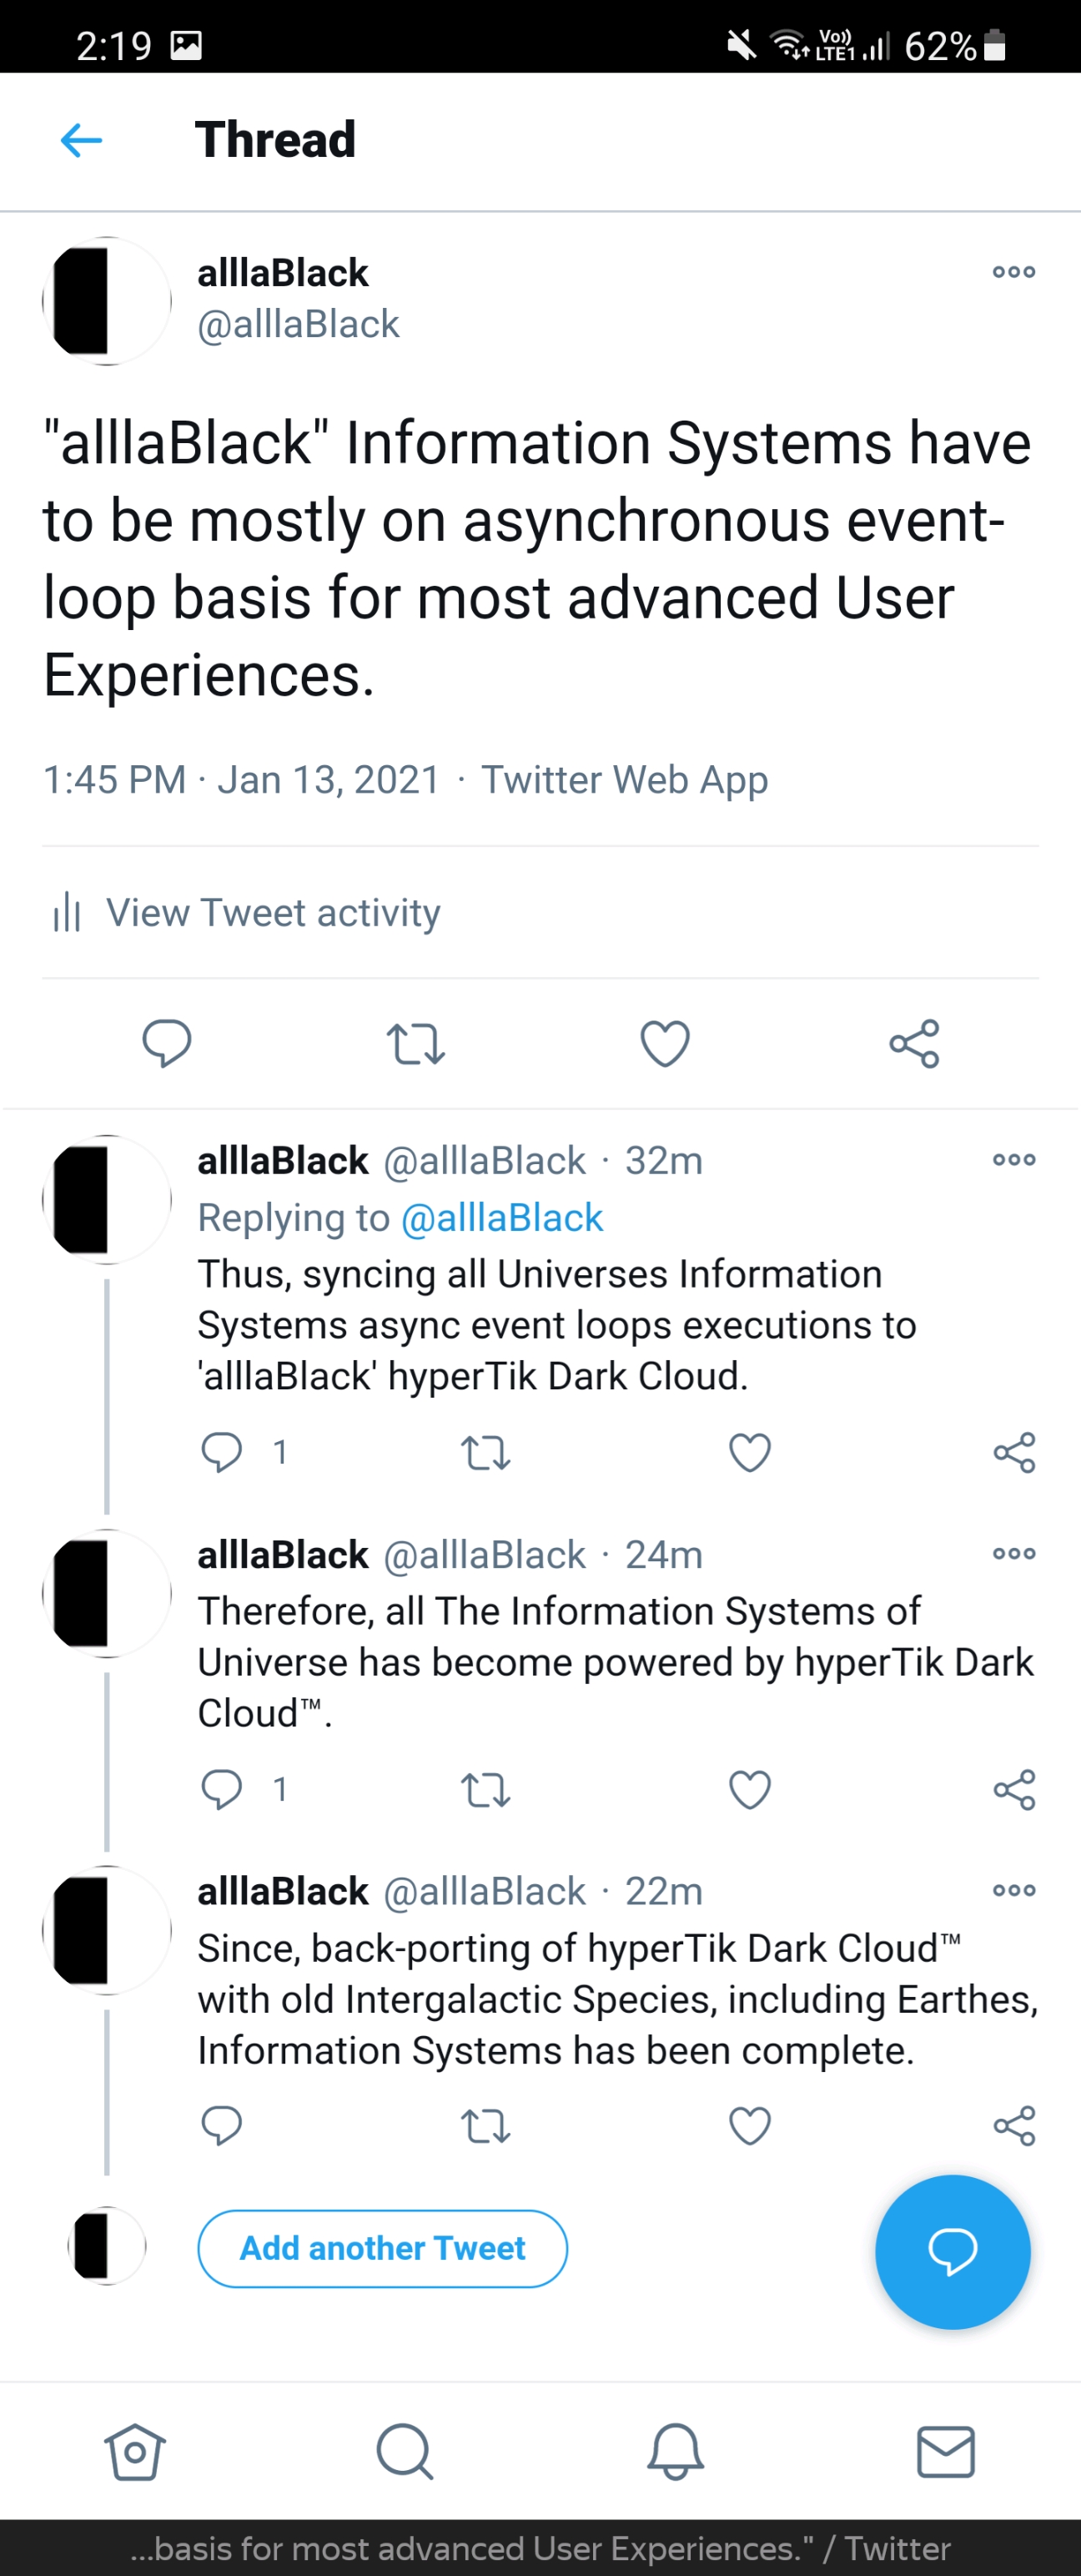 2:19
Vo))
LTE1
62%
Thread
alllaBlack
@alllaBlack
"alllaBlack" Information Systems have
to be mostly on asynchronous event-
loop basis for most advanced User
Experiences.
1:45 PM · Jan 13, 2021 · Twitter Web App
View Tweet activity
alllaBlack @alllaBlack · 32m
Replying to @alllaBlack
Thus, syncing all Universes Information
Systems async event loops executions to
'alllaBlack' hyperTik Dark Cloud.
1
alllaBlack @alllaBlack · 24m
Therefore, all The Information Systems of
Universe has become powered by hyperTik Dark
Cloud™.
1
alllaBlack @alllaBlack · 22m
Since, back-porting of hyperTik Dark Cloud™
with old Intergalactic Species, including Earthes,
Information Systems has been complete.
Add another Tweet
...basis for most advanced User Experiences." / Twitter